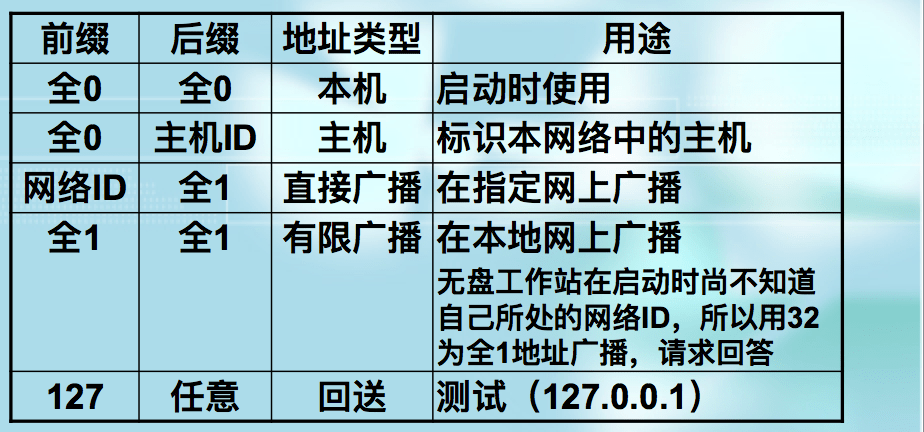 前缀 后缀 地址类型 用途
全0 全0 本机 启动时使用
全0 主机ID 主机 标识本网络中的主机
网络ID 全1 直接广播 在指定网上广播
全1 全1 有限广播 在本地网上广播
无盘工作站在启动时尚不知道
自己所处的网络ID，所以用32
为全1地址广播，请求回答
127 任意 回送 测试（127.0.0.1）